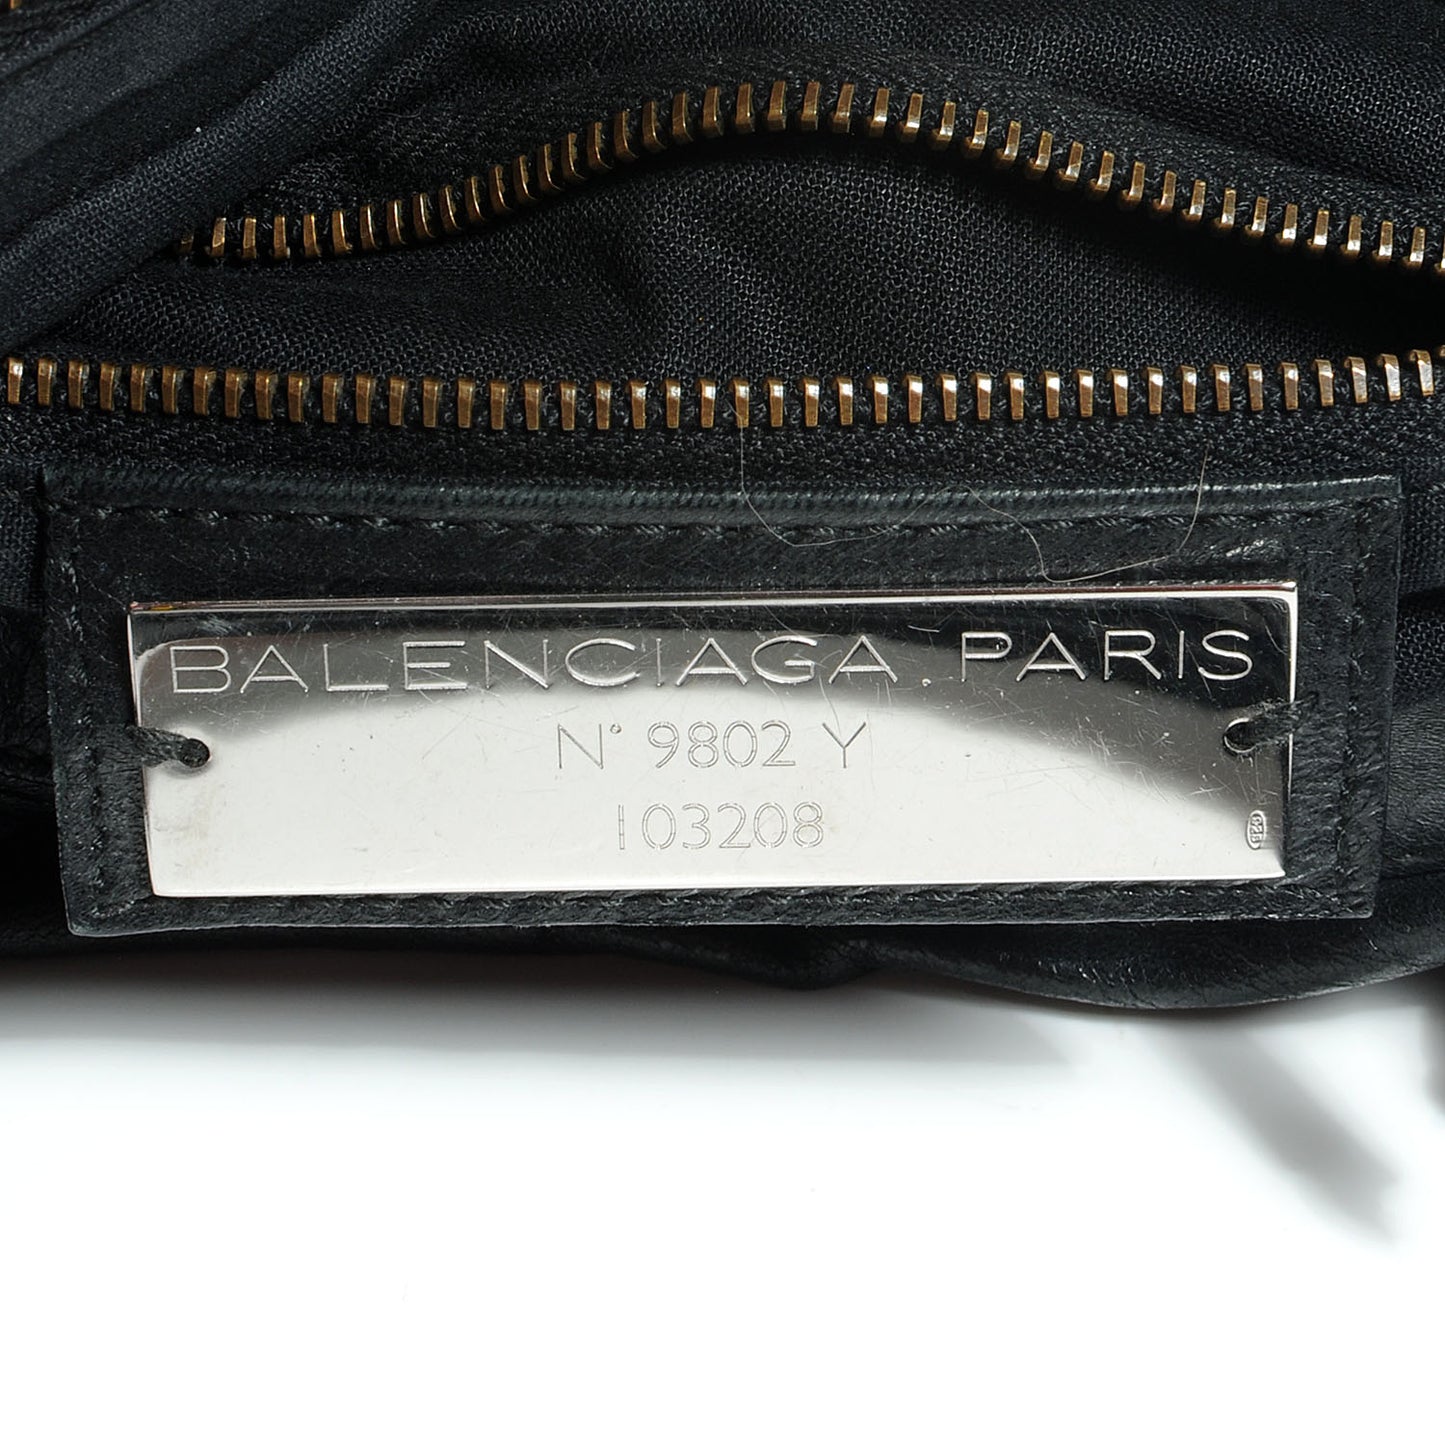 BALENCIAGA. PARIS
N° 9802 Y
103208